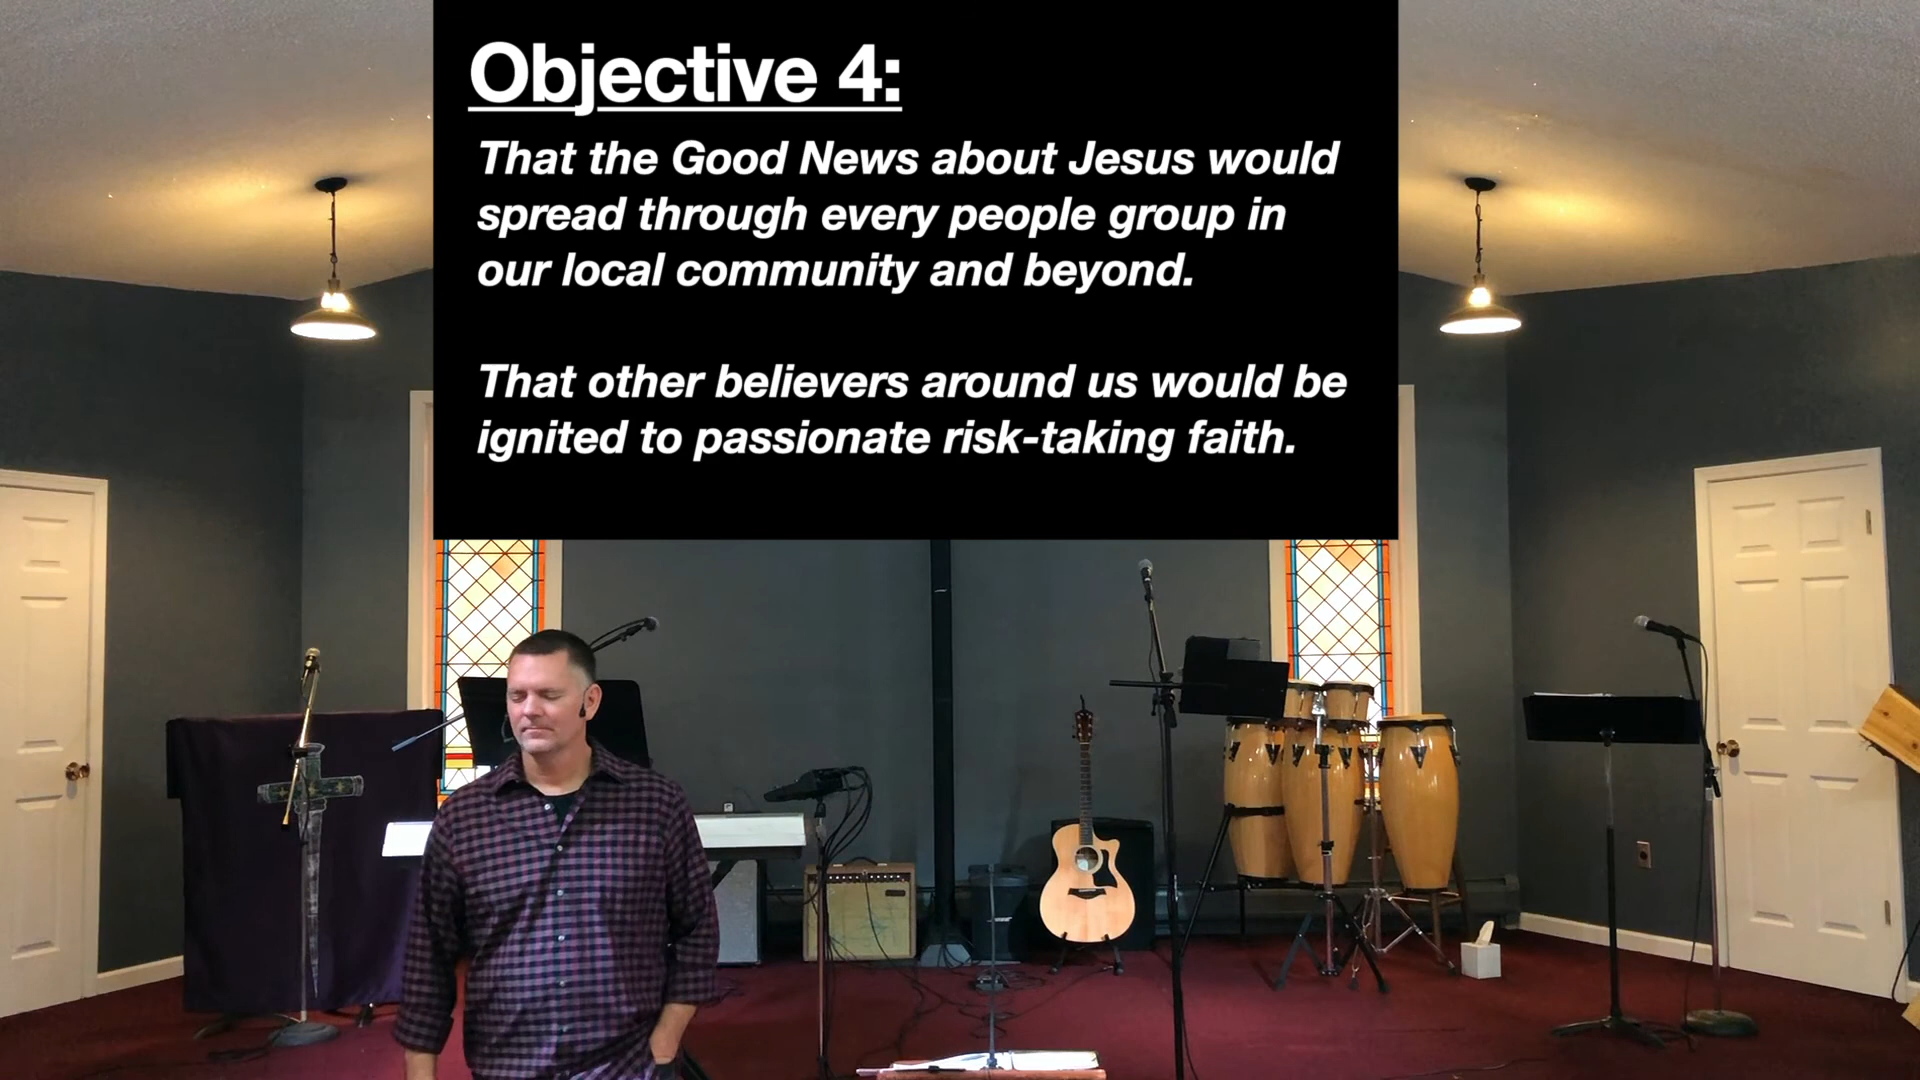 Objective 4:
That the Good News about Jesus would
spread through every people group in
our local community and beyond.
That other believers around us would be
ignited to passionate risk-taking faith.